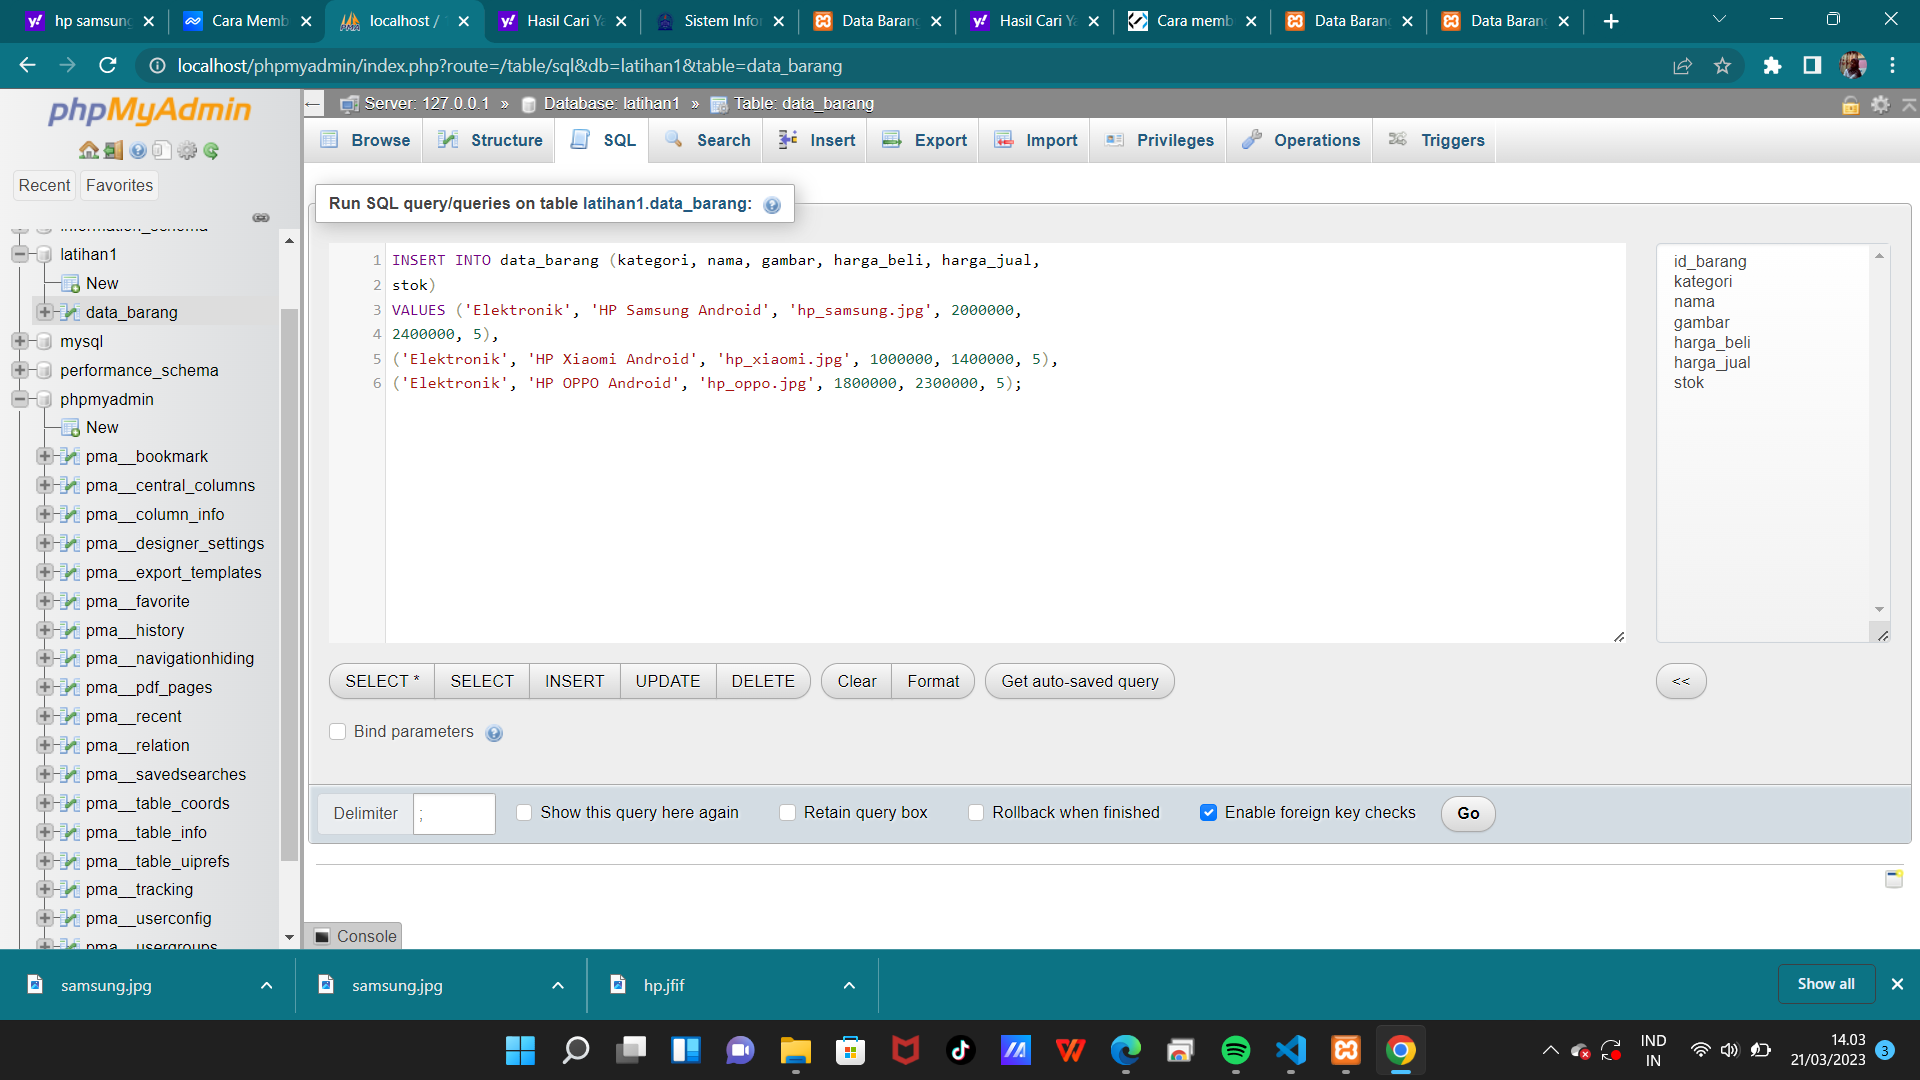 hp samsung
Cara Memb
localhost /
Hasil Cari Ya
Sistem Infor
Data Barang
Hasil Cari Ya
Cara memb
Data Barang
Data Barang
localhost/phpmyadmin/index.php?route=/table/sql&db=latihan1&table=data_barang
phpMyAdmin
Recent
Favorites
information_schema
latihan1
New
data_barang
mysql
performance_schema
phpmyadmin
New
pma__bookmark
pma__central_columns
pma__column_info
pma__designer_settings
pma__export_templates
pma__favorite
pma__history
pma__navigationhiding
pma__pdf_pages
pma__recent
pma__relation
pma__savedsearches
pma__table_coords
pma__table_info
pma__table_uiprefs
pma__tracking
pma__userconfig
pma__usergroups
Server: 127.0.0.1 » Database: latihan1 » Table: data_barang
Browse
Structure
SQL
Search
Insert
Export
Import
Privileges
Operations
Triggers
Run SQL query/queries on table latihan1.data_barang:
1 INSERT INTO data_barang (kategori, nama, gambar, harga_beli, harga_jual,
2 stok)
3 VALUES ('Elektronik', 'HP Samsung Android', 'hp_samsung.jpg', 2000000,
4 2400000, 5),
5 ('Elektronik', 'HP Xiaomi Android', 'hp_xiaomi.jpg', 1000000, 1400000, 5),
6 ('Elektronik', 'HP OPPO Android', 'hp_oppo.jpg', 1800000, 2300000, 5);
id_barang
kategori
nama
gambar
harga_beli
harga_jual
stok
SELECT *
SELECT
INSERT
UPDATE
DELETE
Clear
Format
Get auto-saved query
<<
Bind parameters
Delimiter
;
Show this query here again
Retain query box
Rollback when finished
Enable foreign key checks
Go
Console
samsung.jpg
samsung.jpg
hp.jfif
Show all
IND
IN
14.03
21/03/2023
3